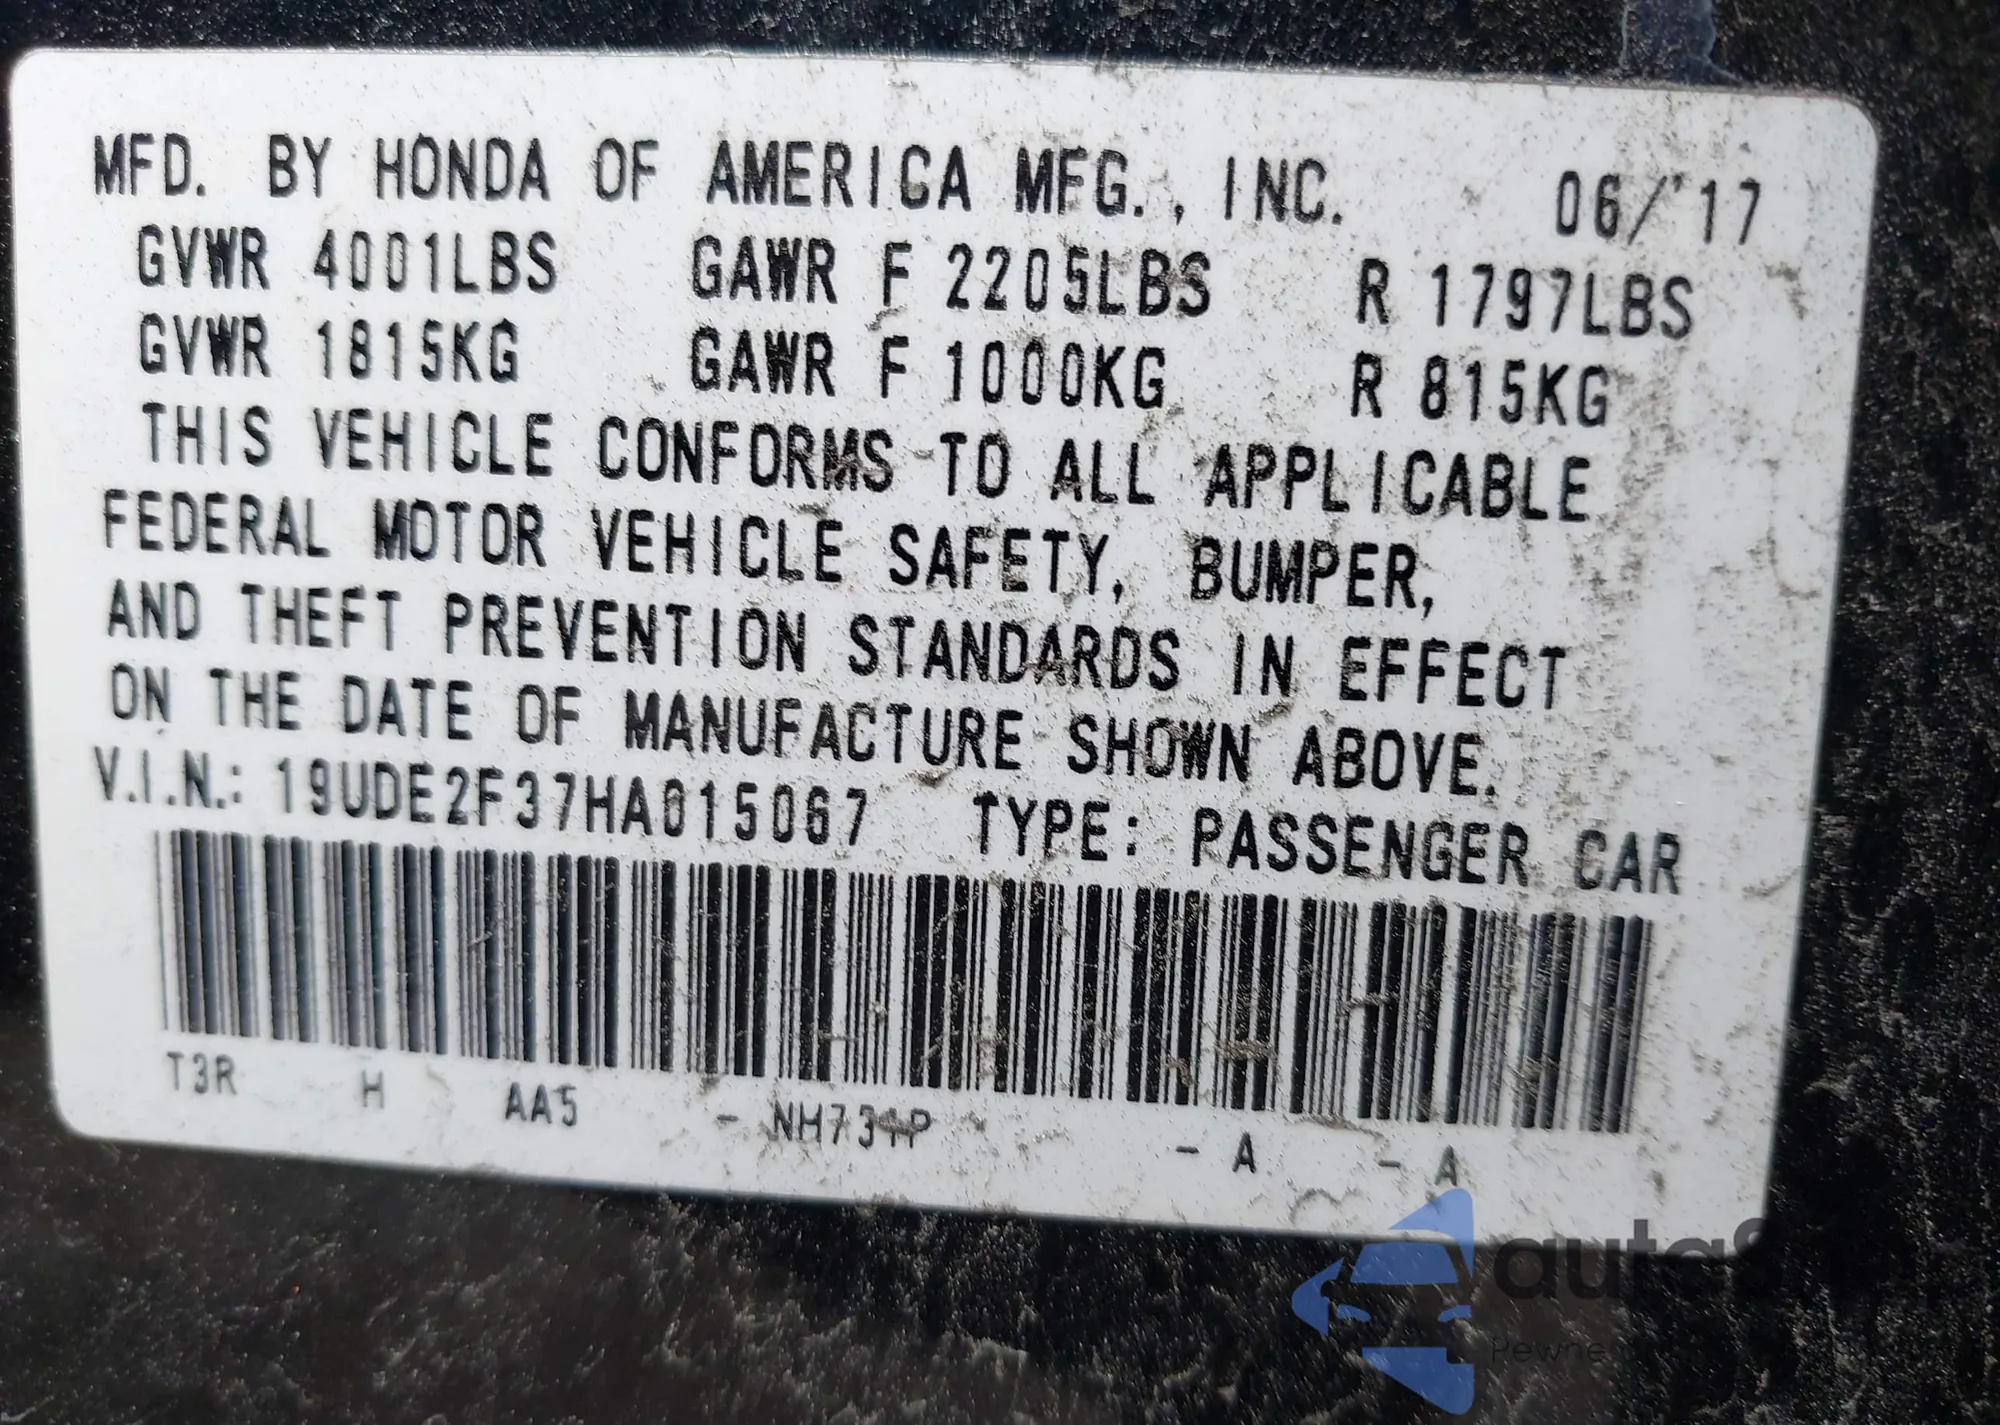 MFD. BY HONDA OF AMERICA MFG., INC. 06/'17
GVWR 4001LBS GAWR F 2205LBS R 1797LBS
GVWR 1815KG GAWR F 1000KG R 815KG
THIS VEHICLE CONFORMS TO ALL APPLICABLE
FEDERAL MOTOR VEHICLE SAFETY, BUMPER,
AND THEFT PREVENTION STANDARDS IN EFFECT
ON THE DATE OF MANUFACTURE SHOWN ABOVE.
V.I.N.: 19UDE2F37HA015067 TYPE: PASSENGER CAR
T3R H AA5 - NH731P - A - A
Pewne